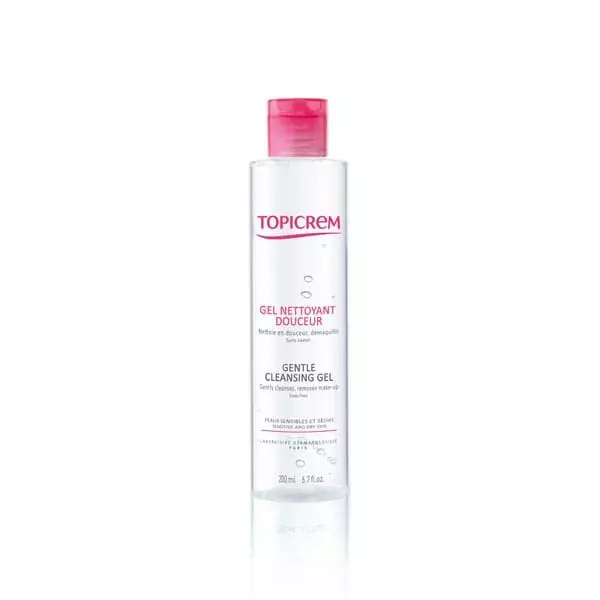 TOPICREM
GEL NETTOYANT
DOUCEUR
Nettoie en douceur, démaquille
Sans savon
GENTLE
CLEANSING GEL
Gently cleanses, removes make-up
Soap free
PEAUX SENSIBLES ET SÈCHES
SENSITIVE AND DRY SKIN
LABORATOIRE DERMATOLOGIQUE
PARIS
200 ml 6.7 fl.oz.